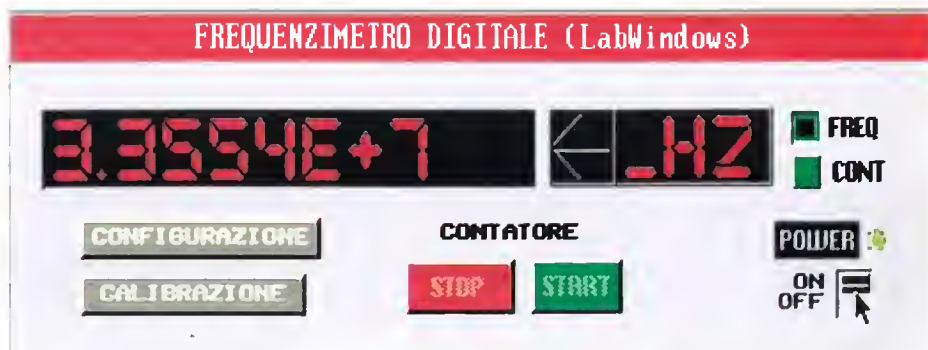 FREQUENZIMETRO DIGITALE (LabWindows)
3.3554E+7 _HZ
FREQ
CONT
CONFIGURAZIONE
CONTATORE
POWER
CALIBRAZIONE
STOP START
ON
OFF